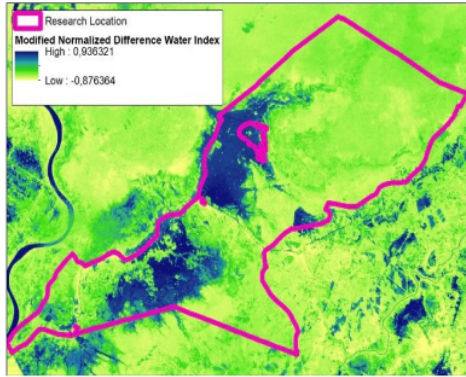 Research Location
Modified Normalized Difference Water Index
High : 0,936321
Low : -0,876364